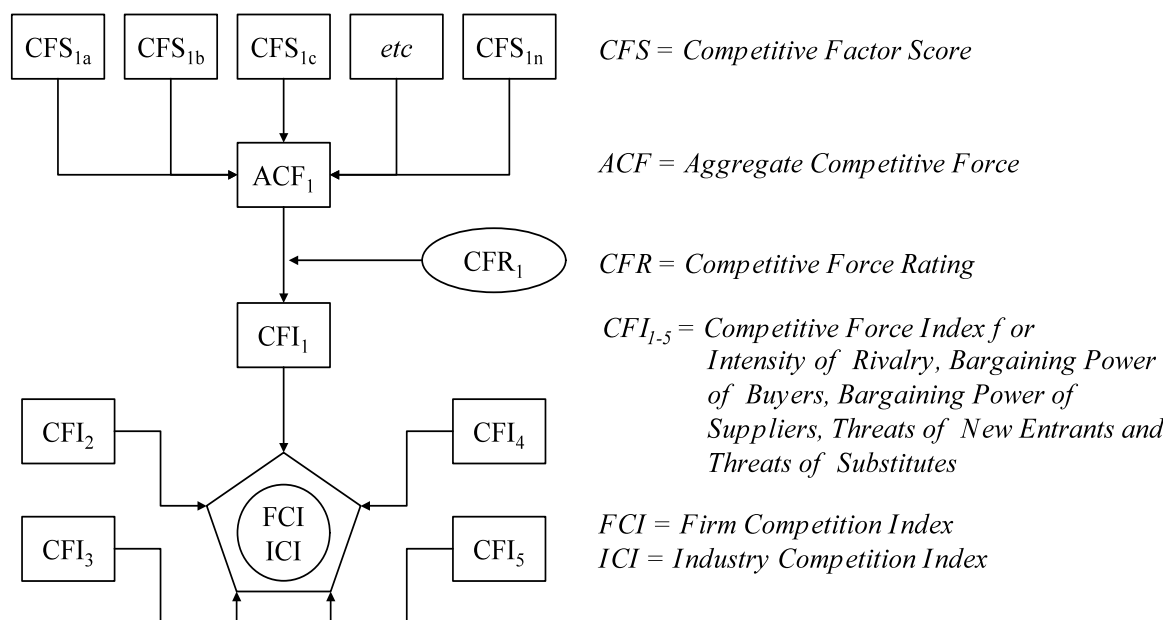 CFS1a CFS1b CFS1c etc CFS1n
CFS = Competitive Factor Score
ACF1
ACF = Aggregate Competitive Force
CFR1
CFR = Competitive Force Rating
CFI1
CFI1-5 = Competitive Force Index f or
Intensity of Rivalry, Bargaining Power
of Buyers, Bargaining Power of
Suppliers, Threats of New Entrants and
Threats of Substitutes
CFI2
CFI4
FCI
ICI
CFI3
CFI5
FCI = Firm Competition Index
ICI = Industry Competition Index